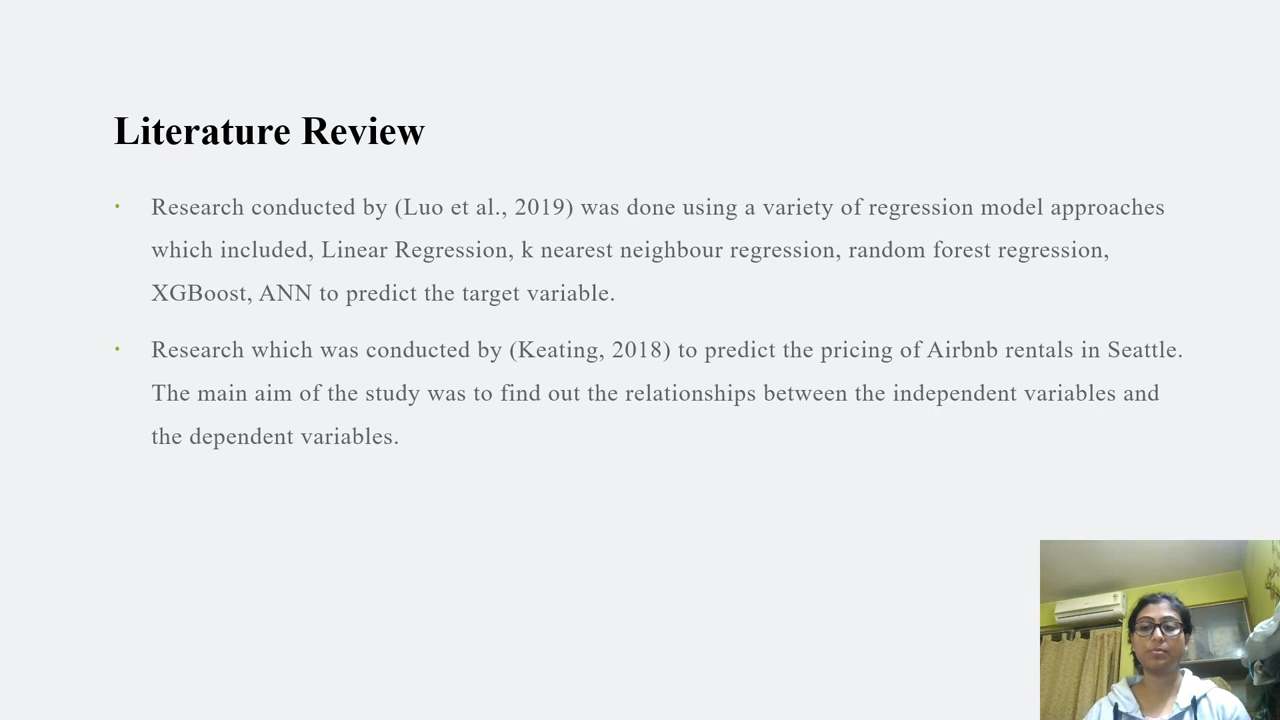 Literature Review
• Research conducted by (Luo et al., 2019) was done using a variety of regression model approaches
which included, Linear Regression, k nearest neighbour regression, random forest regression,
XGBoost, ANN to predict the target variable.
• Research which was conducted by (Keating, 2018) to predict the pricing of Airbnb rentals in Seattle.
The main aim of the study was to find out the relationships between the independent variables and
the dependent variables.